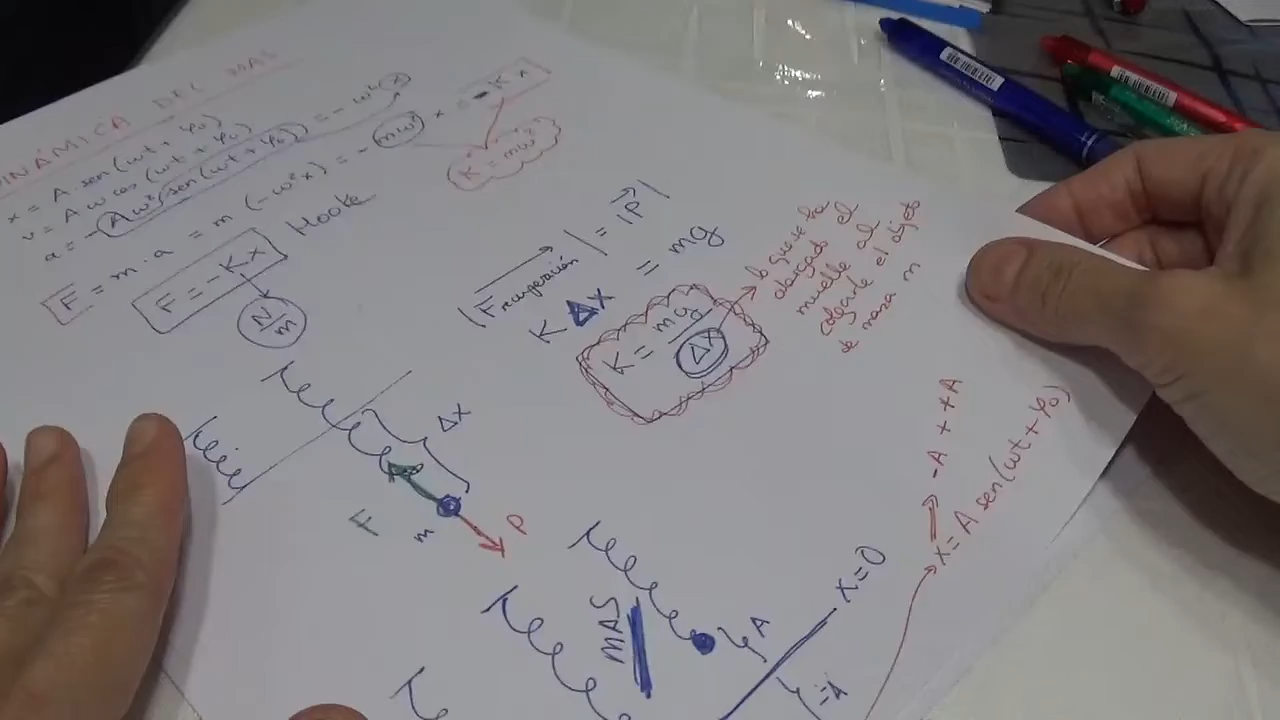 DINÁMICA DEL MAS
x = A . sen (ωt + φ₀)
v = A ω cos (ωt + φ₀)
a = - Aω² sen (ωt + φ₀) = - ω² x
F = m . a = m (-ω² x) = - mω² x = -K x
K = mω²
F = - K x Hooke
N/m
|F recuperación| = |P|
K Δx = mg
K = mg / Δx
lo que se ha
alargado el
muelle al
colgarle el objeto
de masa m
Δx
F
m
P
MAS
A
x=0
-A
-A ++A
x = A sen (ωt + φ₀)